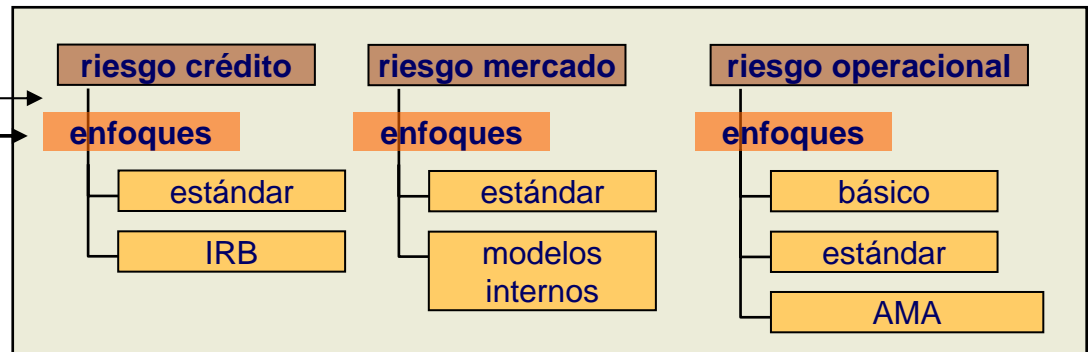 riesgo crédito
enfoques
estándar
IRB
riesgo mercado
enfoques
estándar
modelos
internos
riesgo operacional
enfoques
básico
estándar
AMA